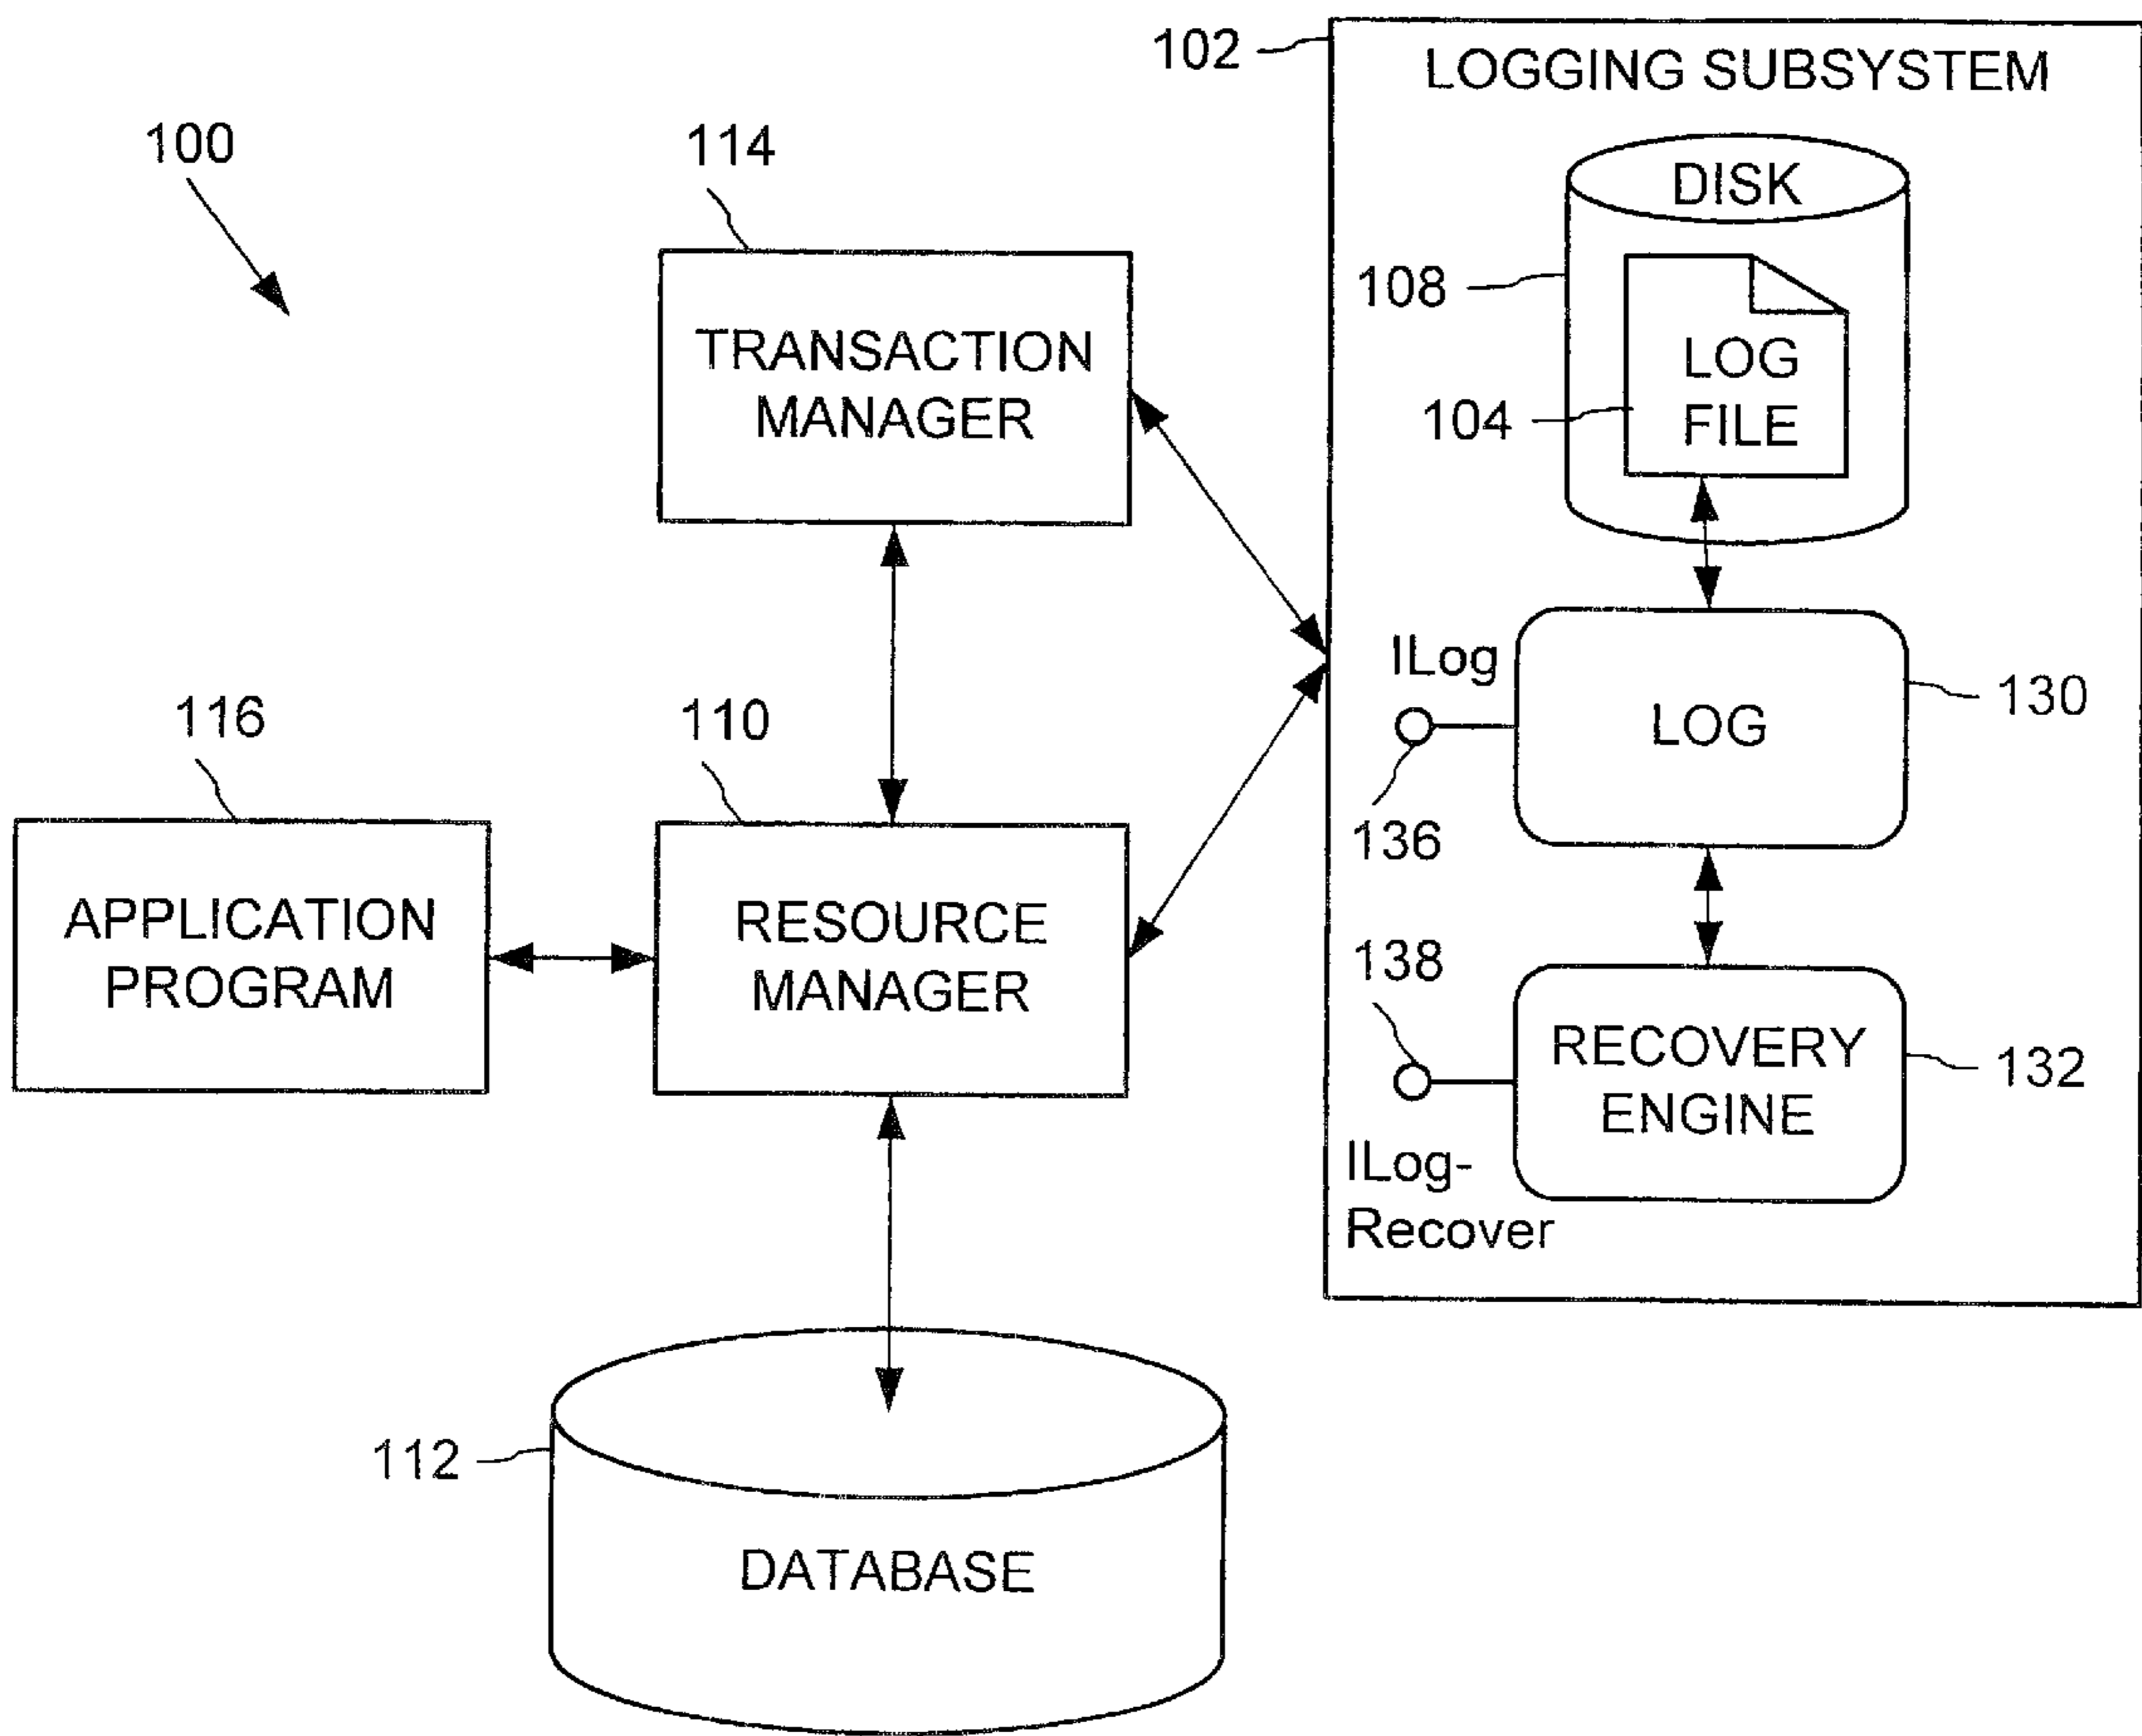 102
LOGGING SUBSYSTEM
100
114
DISK
108
LOG
FILE
104
TRANSACTION
MANAGER
ILog
130
LOG
116
110
136
APPLICATION
PROGRAM
RESOURCE
MANAGER
138
RECOVERY
ENGINE
132
ILog-
Recover
112
DATABASE